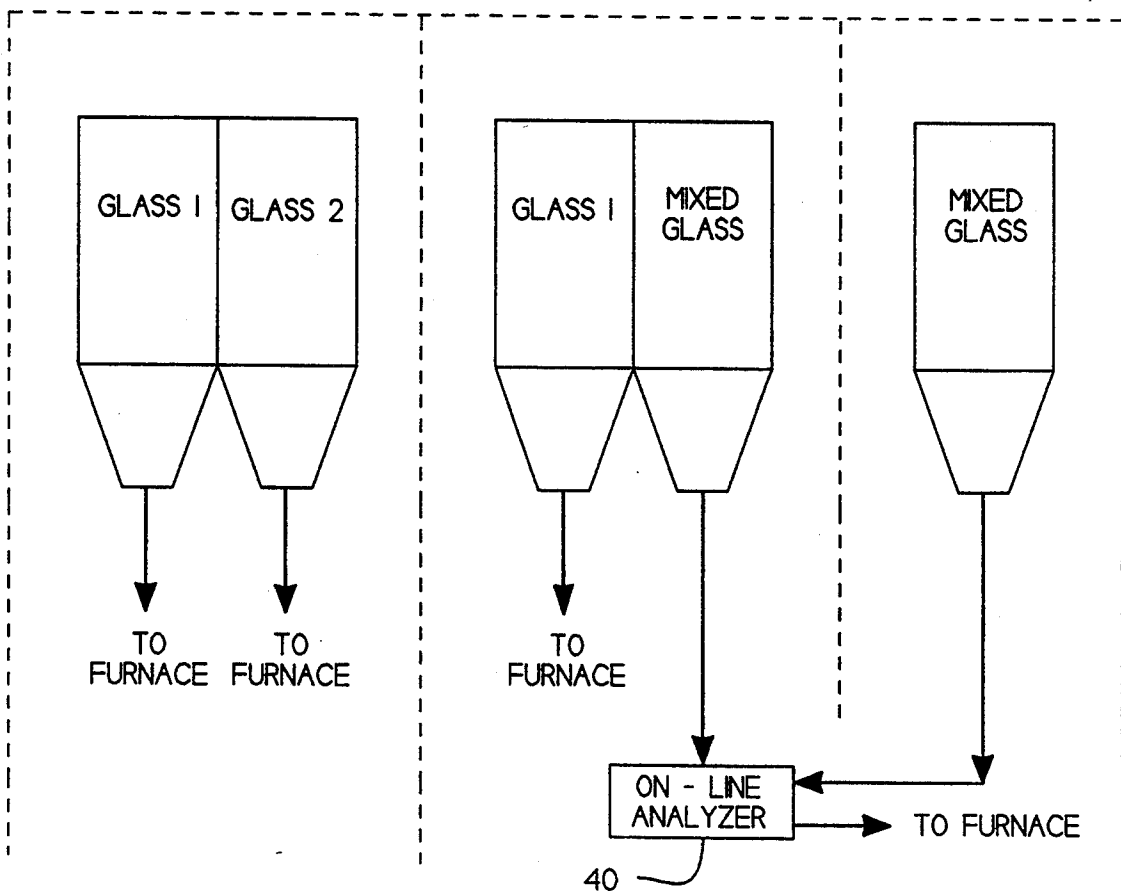 GLASS 1
GLASS 2
TO
FURNACE
TO
FURNACE
GLASS 1
MIXED
GLASS
TO
FURNACE
MIXED
GLASS
ON - LINE
ANALYZER
TO FURNACE
40